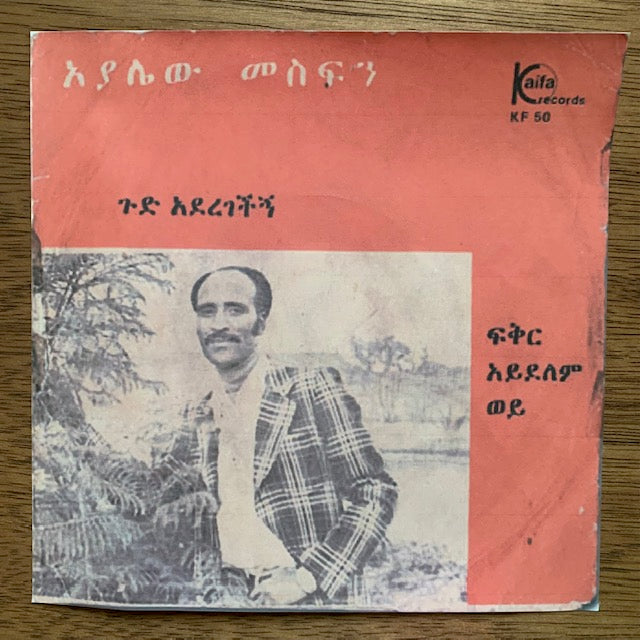 አያሌው መስፍን
Kaifa
records
KF 50
ጉድ አደረገችኝ
ፍቅር
አይደለም
ወይ